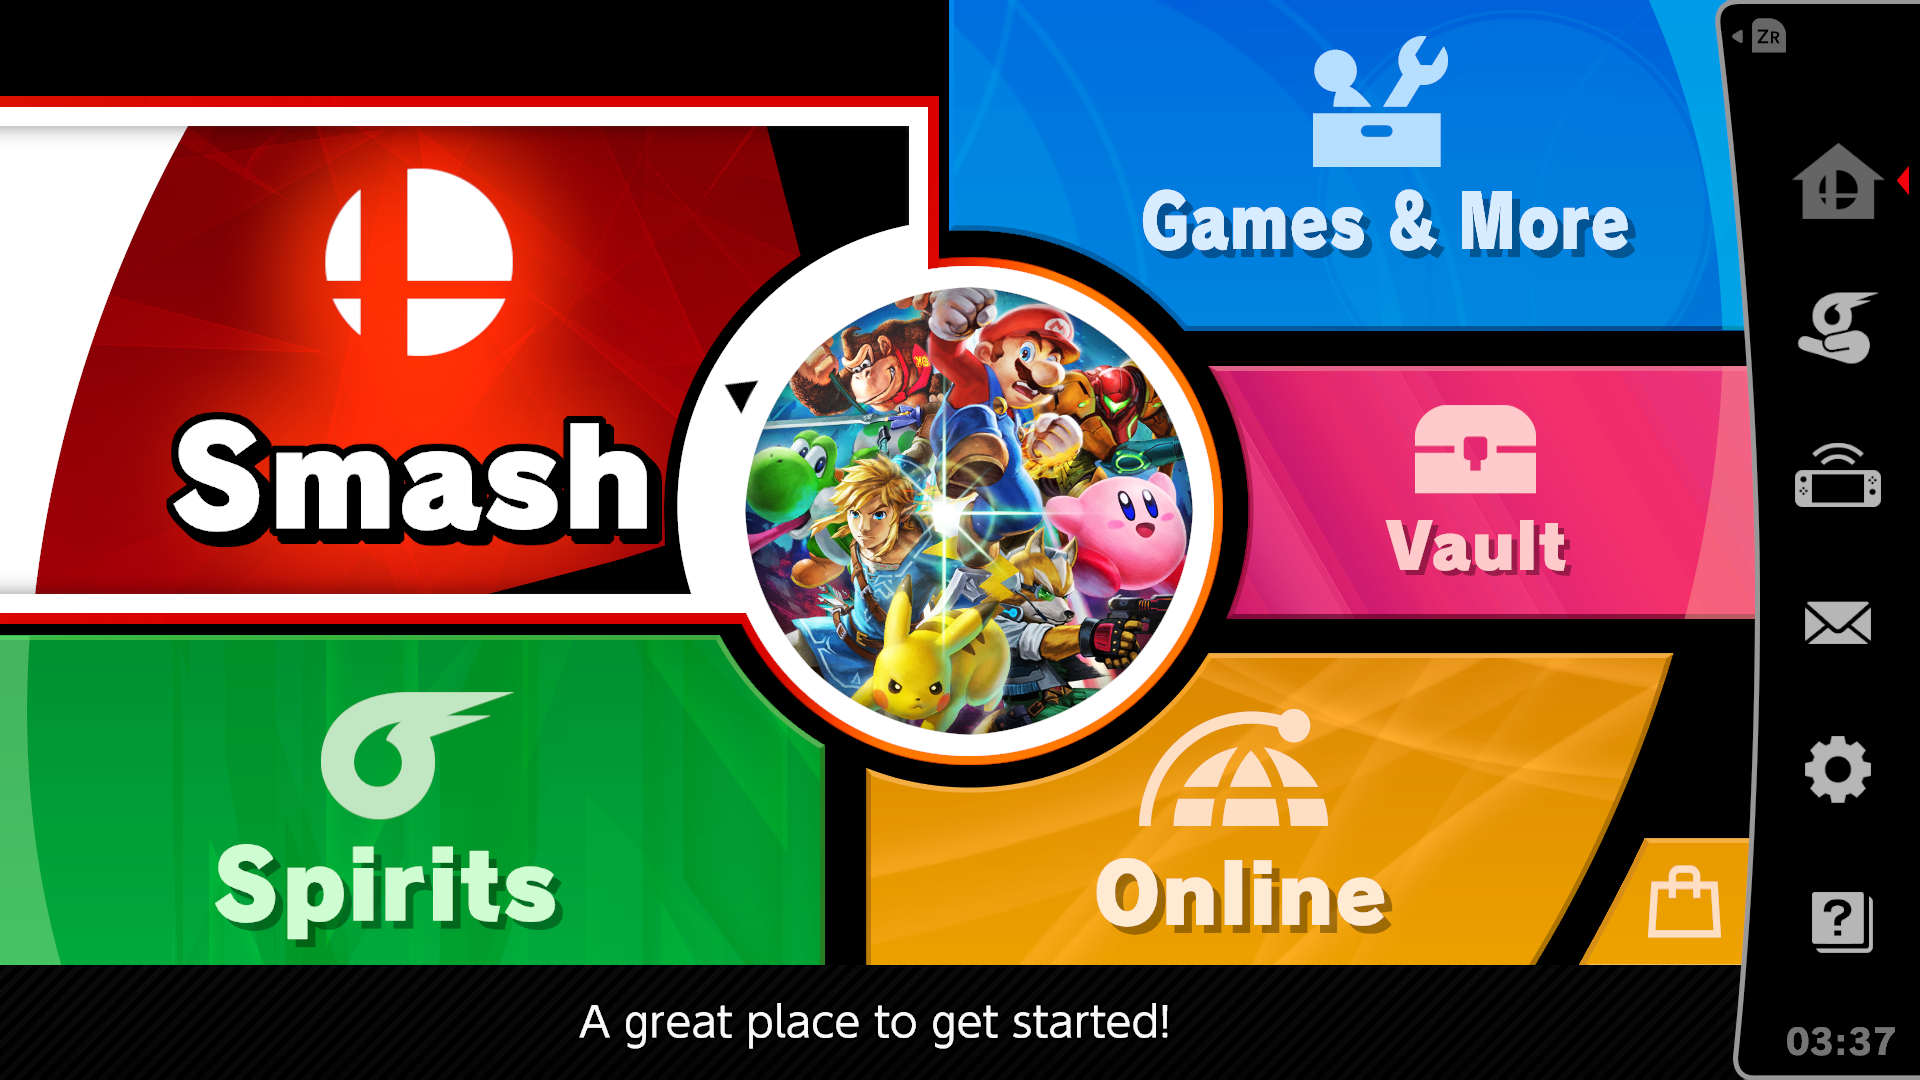 ZR
Games & More
Smash
Vault
Spirits
Online
A great place to get started!
03:37